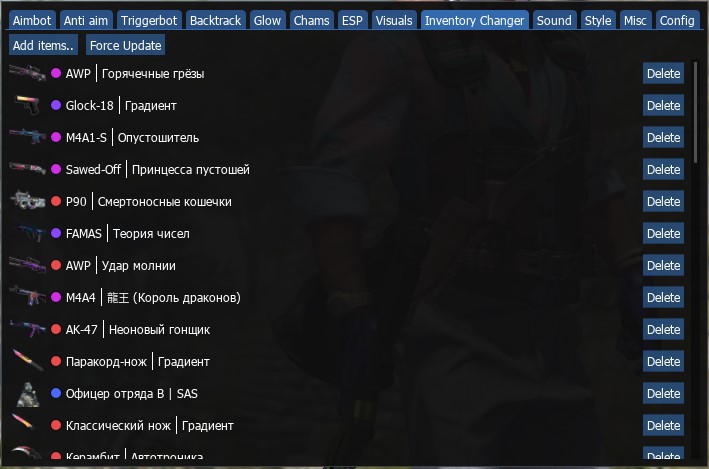 Aimbot Anti aim Triggerbot Backtrack Glow Chams ESP Visuals Inventory Changer Sound Style Misc Config
Add items.. Force Update
AWP | Горячечные грёзы Delete
Glock-18 | Градиент Delete
M4A1-S | Опустошитель Delete
Sawed-Off | Принцесса пустошей Delete
P90 | Смертоносные кошечки Delete
FAMAS | Теория чисел Delete
AWP | Удар молнии Delete
M4A4 | 龍王 (Король драконов) Delete
AK-47 | Неоновый гонщик Delete
Паракорд-нож | Градиент Delete
Офицер отряда B | SAS Delete
Классический нож | Градиент Delete
Керамбит | Автотроника Delete